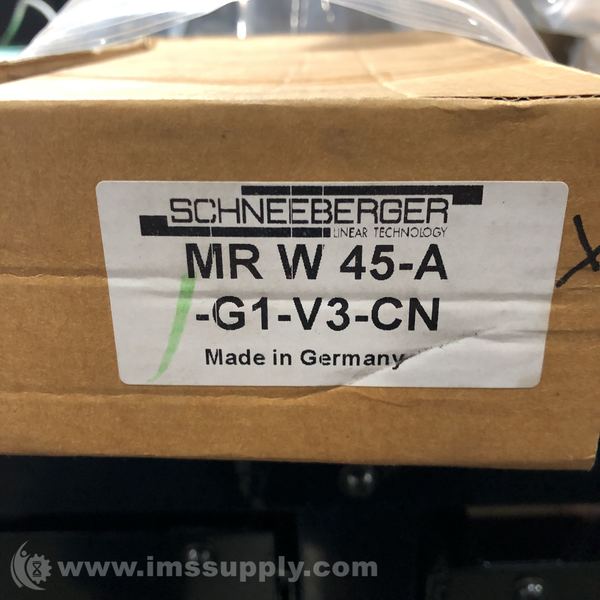 SCHNEEBERGER
LINEAR TECHNOLOGY
MR W 45-A
-G1-V3-CN
Made in Germany
www.imssupply.com